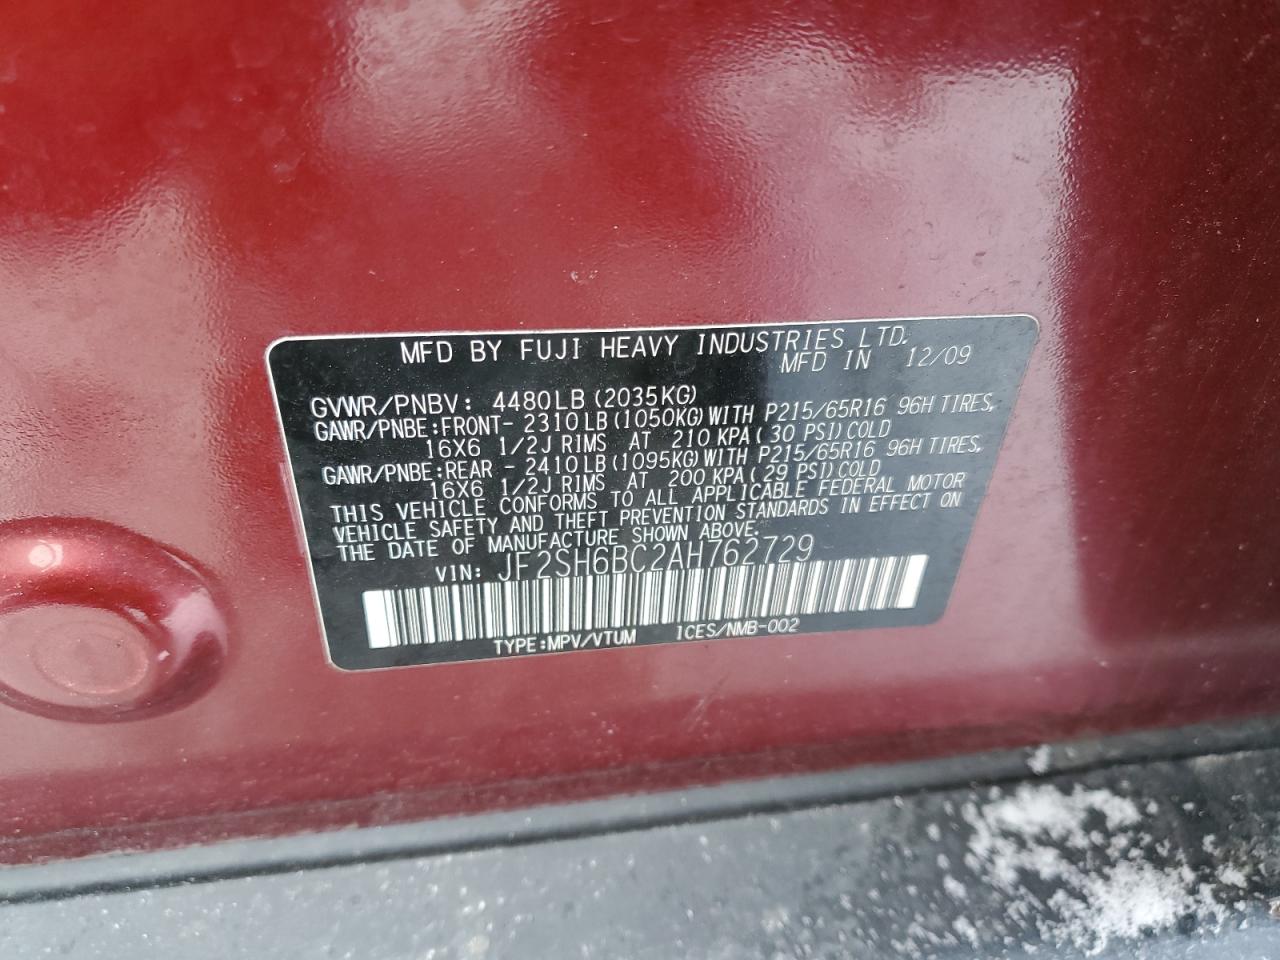 MFD BY FUJI HEAVY INDUSTRIES LTD.
MFD IN 12/09
GVWR/PNBV: 4480LB (2035KG)
GAWR/PNBE:FRONT- 2310LB(1050KG)WITH P215/65R16 96H TIRES,
16X6 1/2J RIMS AT 210 KPA(30 PSI)COLD
GAWR/PNBE:REAR - 2410LB(1095KG)WITH P215/65R16 96H TIRES,
16X6 1/2J RIMS AT 200 KPA(29 PSI)COLD
THIS VEHICLE CONFORMS TO ALL APPLICABLE FEDERAL MOTOR
VEHICLE SAFETY AND THEFT PREVENTION STANDARDS IN EFFECT ON
THE DATE OF MANUFACTURE SHOWN ABOVE.
VIN: JF2SH6BC2AH762729
TYPE:MPV/VTUM 1CES/NMB-002